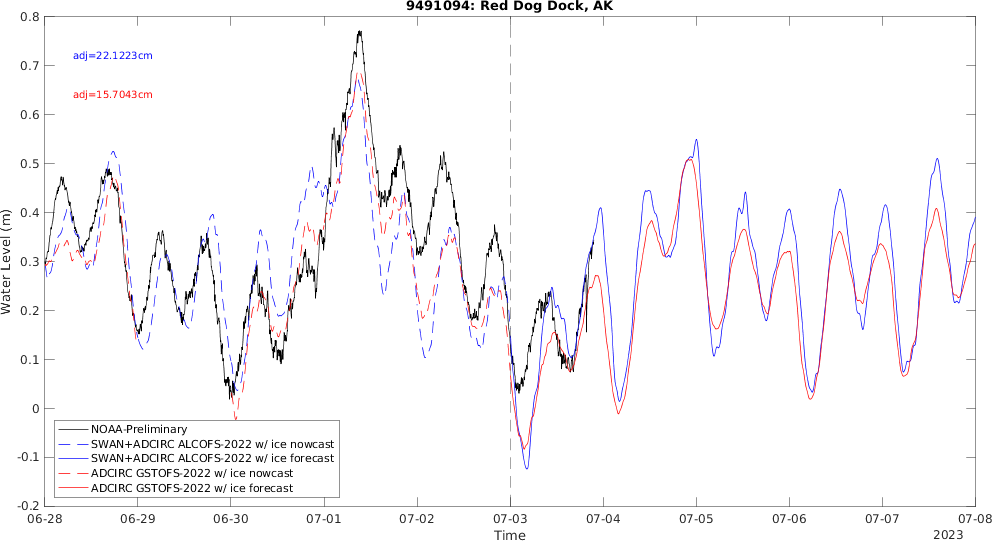 9491094: Red Dog Dock, AK
0.8
adj=22.1223cm
0.7
adj=15.7043cm
0.6
0.5
0.4
0.3
Water Level (m)
0.2
0.1
0
NOAA-Preliminary
SWAN+ADCIRC ALCOFS-2022 w/ ice nowcast
-0.1
SWAN+ADCIRC ALCOFS-2022 w/ ice forecast
ADCIRC GSTOFS-2022 w/ ice nowcast
ADCIRC GSTOFS-2022 w/ ice forecast
-0.2
06-28 06-29 06-30 07-01 07-02 07-03 07-04 07-05 07-06 07-07 07-08
Time
2023